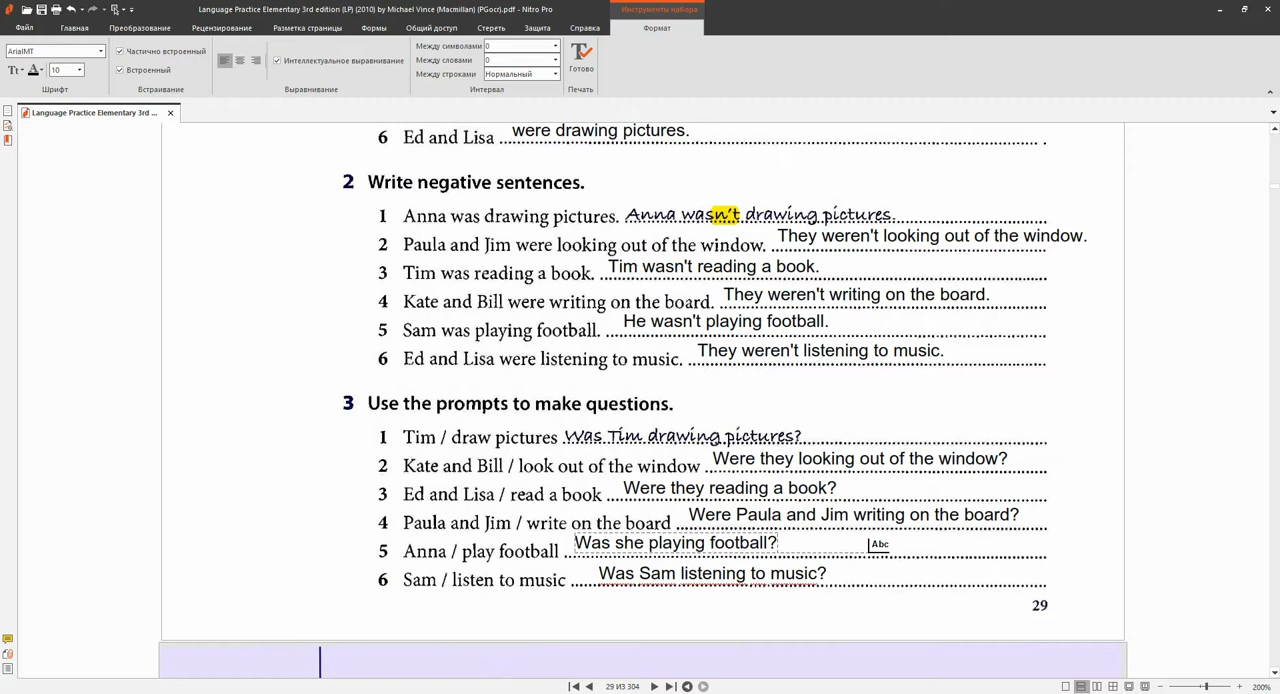 Language Practice Elementary 3rd edition (LP) (2010) by Michael Vince (Macmillan) (PGocr).pdf - Nitro Pro
Инструменты набора
Файл Главная Преобразование Рецензирование Разметка страницы Формы Общий доступ Стереть Защита Справка Формат
ArialMT
Частично встроенный
Tт 10
Встроенный
Интеллектуальное выравнивание
Между символами 0
Между словами 0
Между строками Нормальный
Готово
Шрифт Встраивание Выравнивание Интервал Печать
Language Practice Elementary 3rd ...
6 Ed and Lisa were drawing pictures.
2 Write negative sentences.
1 Anna was drawing pictures. Anna wasn't drawing pictures.
2 Paula and Jim were looking out of the window. They weren't looking out of the window.
3 Tim was reading a book. Tim wasn't reading a book.
4 Kate and Bill were writing on the board. They weren't writing on the board.
5 Sam was playing football. He wasn't playing football.
6 Ed and Lisa were listening to music. They weren't listening to music.
3 Use the prompts to make questions.
1 Tim / draw pictures Was Tim drawing pictures?
2 Kate and Bill / look out of the window Were they looking out of the window?
3 Ed and Lisa / read a book Were they reading a book?
4 Paula and Jim / write on the board Were Paula and Jim writing on the board?
5 Anna / play football Was she playing football? Abc
6 Sam / listen to music Was Sam listening to music?
29
29 ИЗ 304
200%